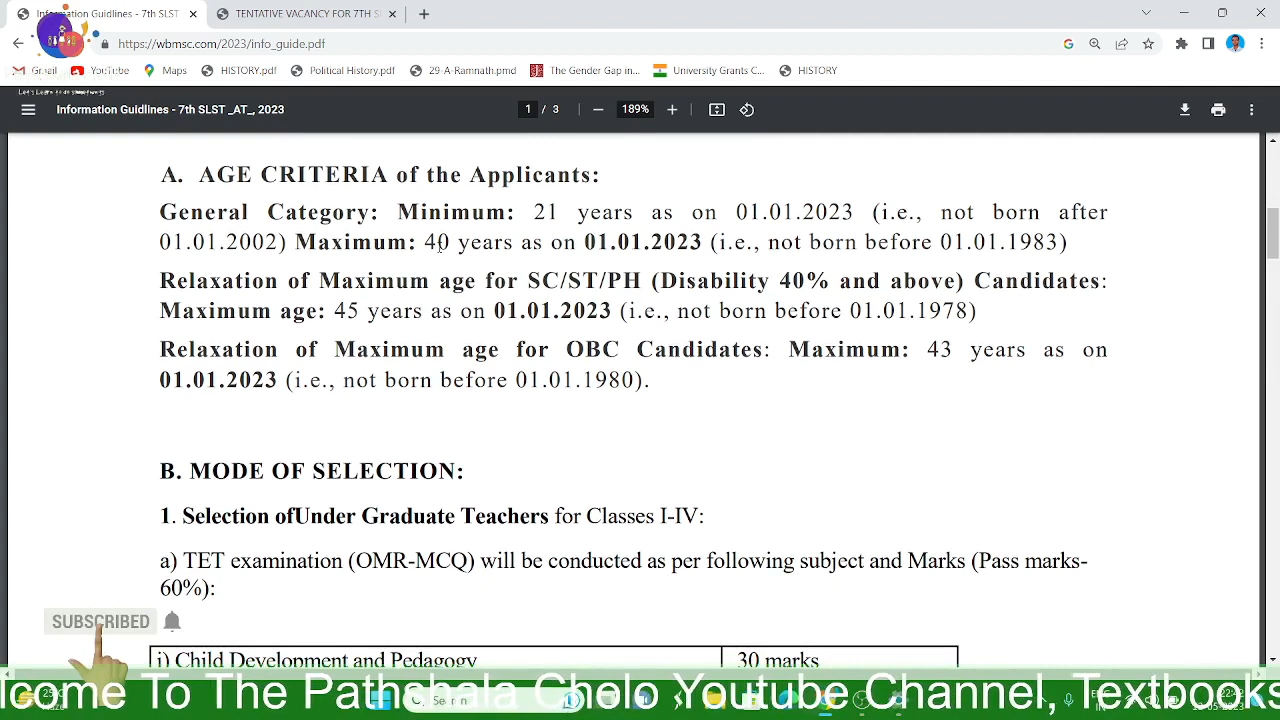 Information Guidlines - 7th SLST
TENTATIVE VACANCY FOR 7TH S
https://wbmsc.com/2023/info_guide.pdf
Gmail YouTube Maps HISTORY.pdf Political History.pdf 29-A-Ramnath.pmd The Gender Gap in... University Grants C... HISTORY
Information Guidlines - 7th SLST _AT_, 2023
1 / 3
189%
A. AGE CRITERIA of the Applicants:
General Category: Minimum: 21 years as on 01.01.2023 (i.e., not born after
01.01.2002) Maximum: 40 years as on 01.01.2023 (i.e., not born before 01.01.1983)
Relaxation of Maximum age for SC/ST/PH (Disability 40% and above) Candidates:
Maximum age: 45 years as on 01.01.2023 (i.e., not born before 01.01.1978)
Relaxation of Maximum age for OBC Candidates: Maximum: 43 years as on
01.01.2023 (i.e., not born before 01.01.1980).
B. MODE OF SELECTION:
1. Selection ofUnder Graduate Teachers for Classes I-IV:
a) TET examination (OMR-MCQ) will be conducted as per following subject and Marks (Pass marks-
60%):
SUBSCRIBED
i) Child Development and Pedagogy 30 marks
lcome To The Pathshala Chelo Youtube Channel, Textbooks
Search
22:42